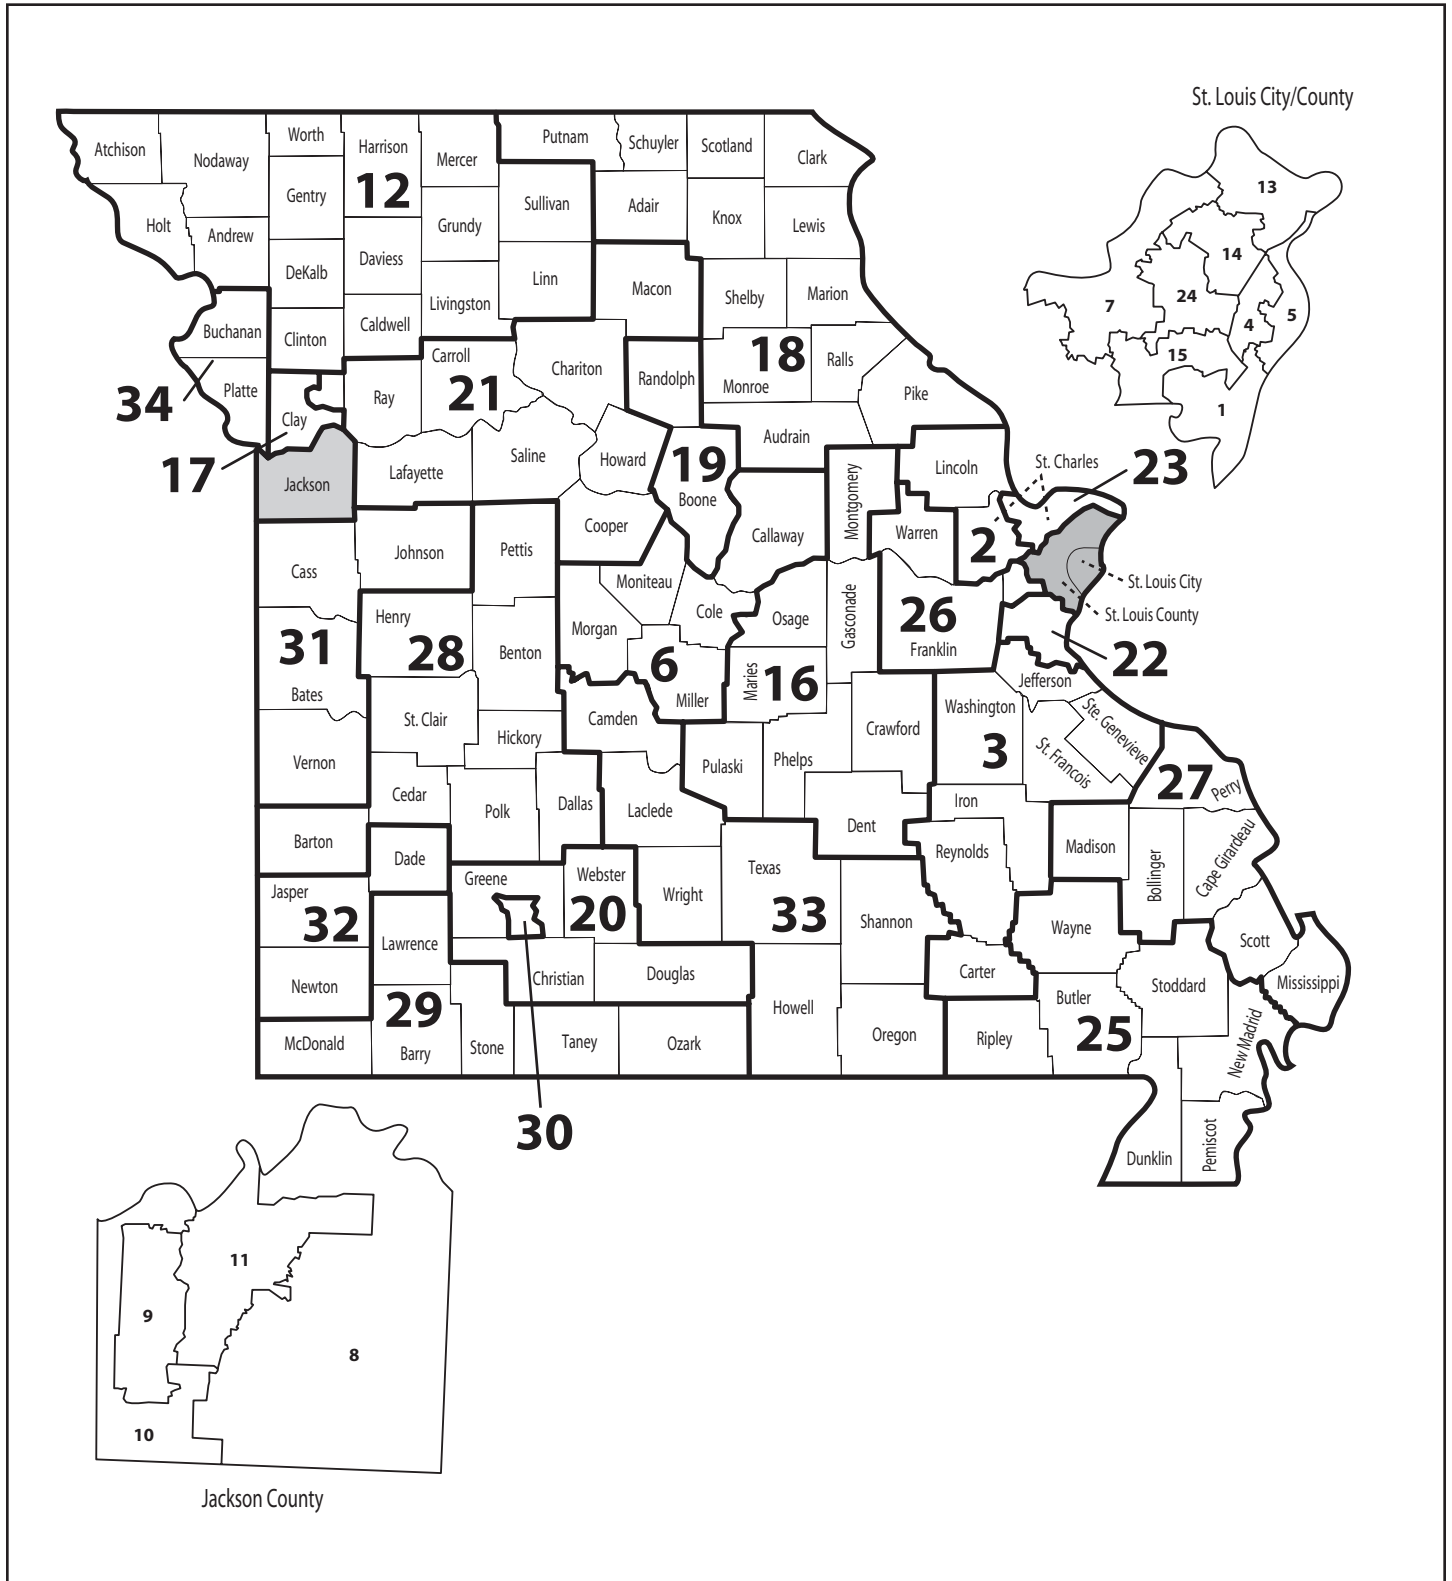 St. Louis City/County
Atchison
Nodaway
Worth
Harrison
Mercer
Putnam
Schuyler
Scotland
Clark
13
12
Gentry
Sullivan
Adair
Knox
Lewis
Holt
Andrew
Grundy
14
DeKalb
Daviess
Linn
Macon
Shelby
Marion
7
24
Livingston
4
5
Buchanan
Clinton
Caldwell
18
Ralls
15
Carroll
Chariton
Randolph
Monroe
34
Platte
Ray
21
Pike
1
Clay
Audrain
17
Jackson
Lafayette
Saline
Howard
19
Boone
Lincoln
St. Charles
23
Montgomery
Cooper
Callaway
Warren
2
Johnson
Pettis
Cass
Moniteau
St. Louis City
Cole
Osage
Gasconade
26
St. Louis County
Henry
Morgan
31
28
Benton
6
Franklin
22
Maries
16
Bates
Miller
Jefferson
St. Clair
Camden
Washington
Ste. Genevieve
Hickory
Crawford
3
St. Francois
Vernon
Pulaski
Phelps
27
Perry
Cedar
Polk
Dallas
Laclede
Iron
Barton
Dent
Dade
Reynolds
Madison
Bollinger
Cape Girardeau
Jasper
Greene
Webster
Wright
Texas
32
20
33
Shannon
Wayne
Lawrence
Scott
Newton
Christian
Douglas
Carter
Stoddard
Mississippi
29
Howell
Butler
25
McDonald
Barry
Stone
Taney
Ozark
Oregon
Ripley
New Madrid
30
Dunklin
Pemiscot
11
9
8
10
Jackson County